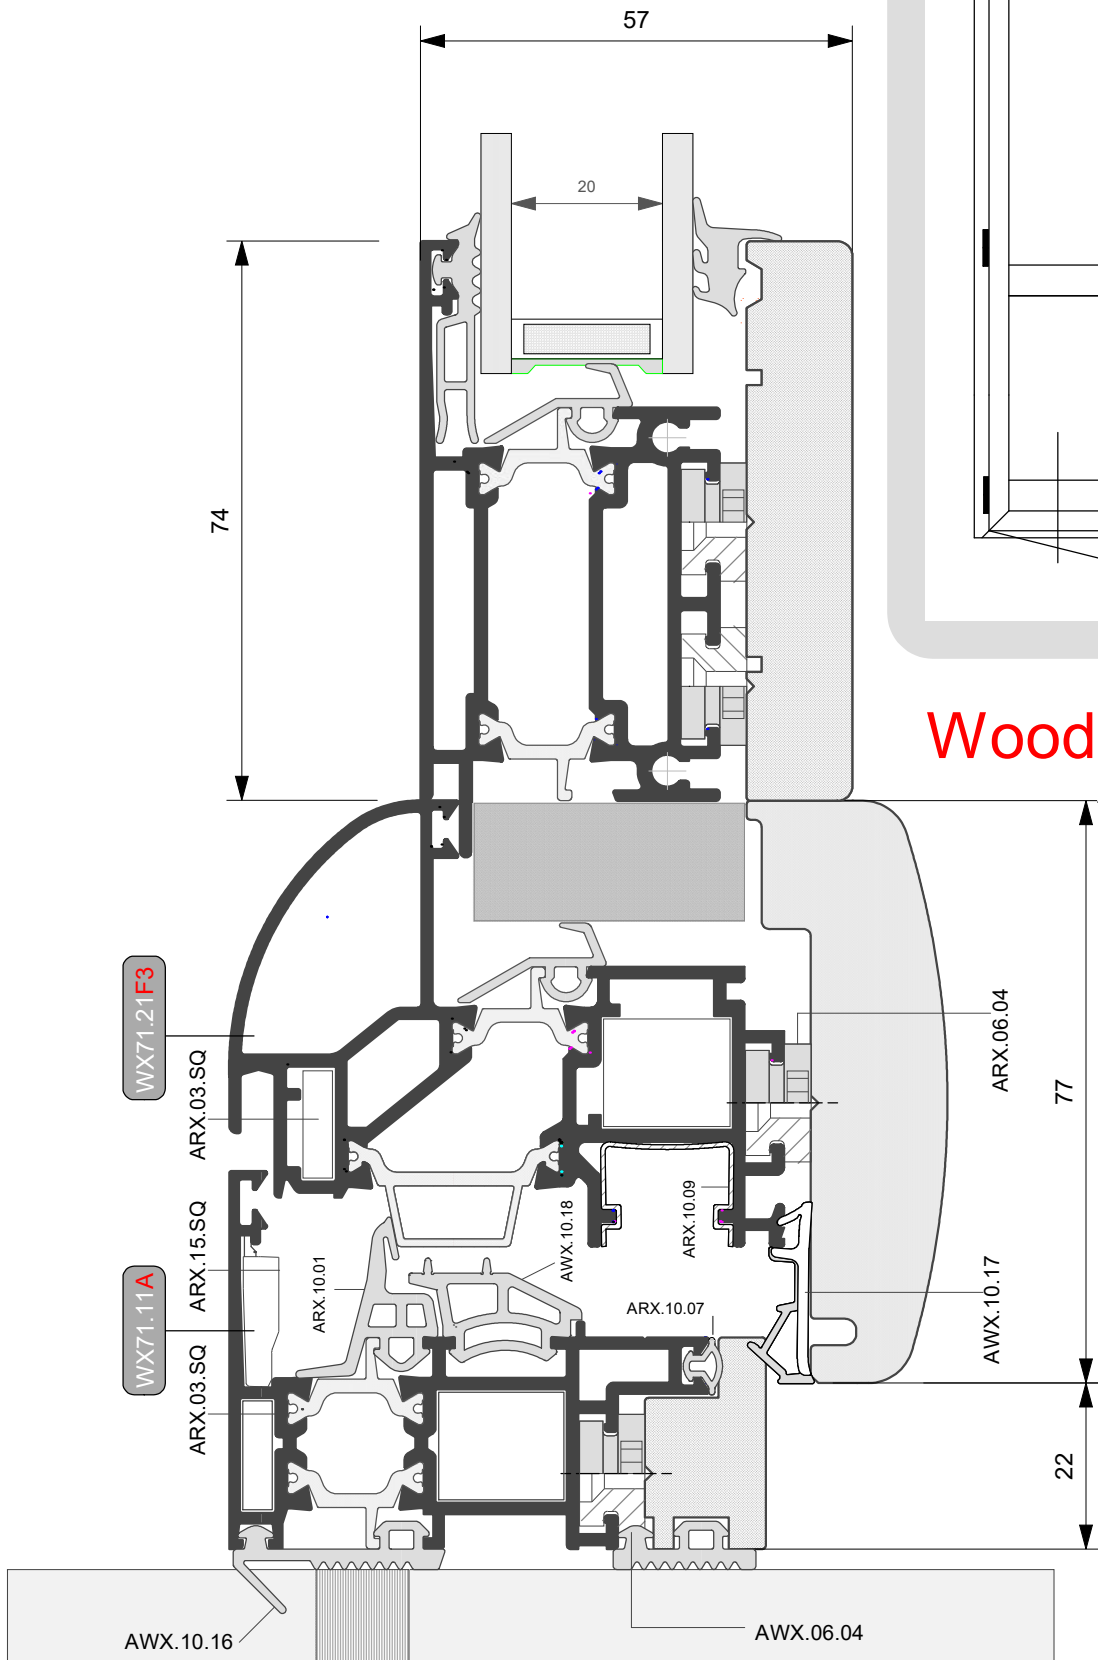 57
20
74
Wood
WX71.21F3
ARX.03.SQ
ARX.06.04
77
ARX.15.SQ
ARX.10.01
AWX.10.18
ARX.10.09
WX71.11A
ARX.10.07
AWX.10.17
ARX.03.SQ
22
AWX.10.16
AWX.06.04